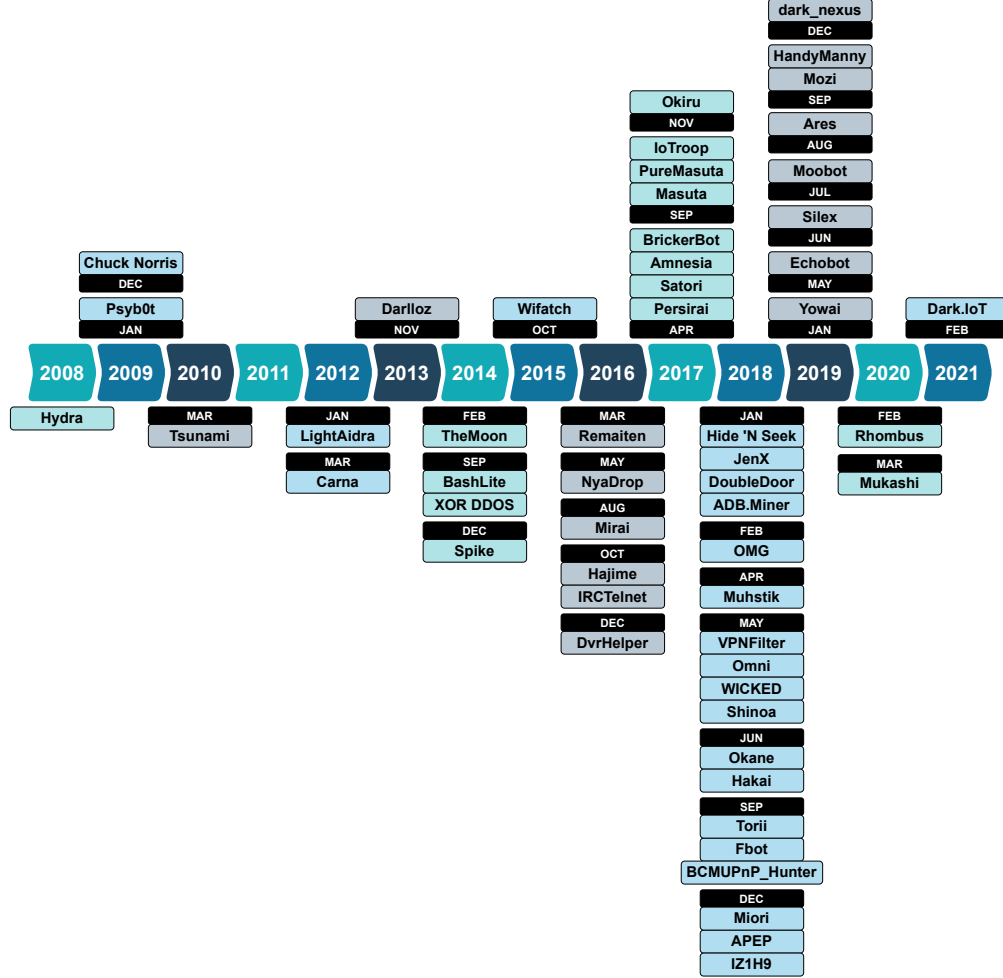 dark_nexus
DEC
HandyManny
Mozi
SEP
Ares
AUG
Moobot
JUL
Silex
JUN
Echobot
MAY
Yowai
JAN
Okiru
NOV
IoTroop
PureMasuta
Masuta
SEP
BrickerBot
Amnesia
Satori
Persirai
APR
Chuck Norris
DEC
Psyb0t
JAN
Darlloz
NOV
Wifatch
OCT
Dark.IoT
FEB
2008 2009 2010 2011 2012 2013 2014 2015 2016 2017 2018 2019 2020 2021
Hydra
MAR
Tsunami
JAN
LightAidra
MAR
Carna
FEB
TheMoon
SEP
BashLite
XOR DDOS
DEC
Spike
MAR
Remaiten
MAY
NyaDrop
AUG
Mirai
OCT
Hajime
IRCTelnet
DEC
DvrHelper
JAN
Hide 'N Seek
JenX
DoubleDoor
ADB.Miner
FEB
OMG
APR
Muhstik
MAY
VPNFilter
Omni
WICKED
Shinoa
JUN
Okane
Hakai
SEP
Torii
Fbot
BCMUPnP_Hunter
DEC
Miori
APEP
IZ1H9
FEB
Rhombus
MAR
Mukashi